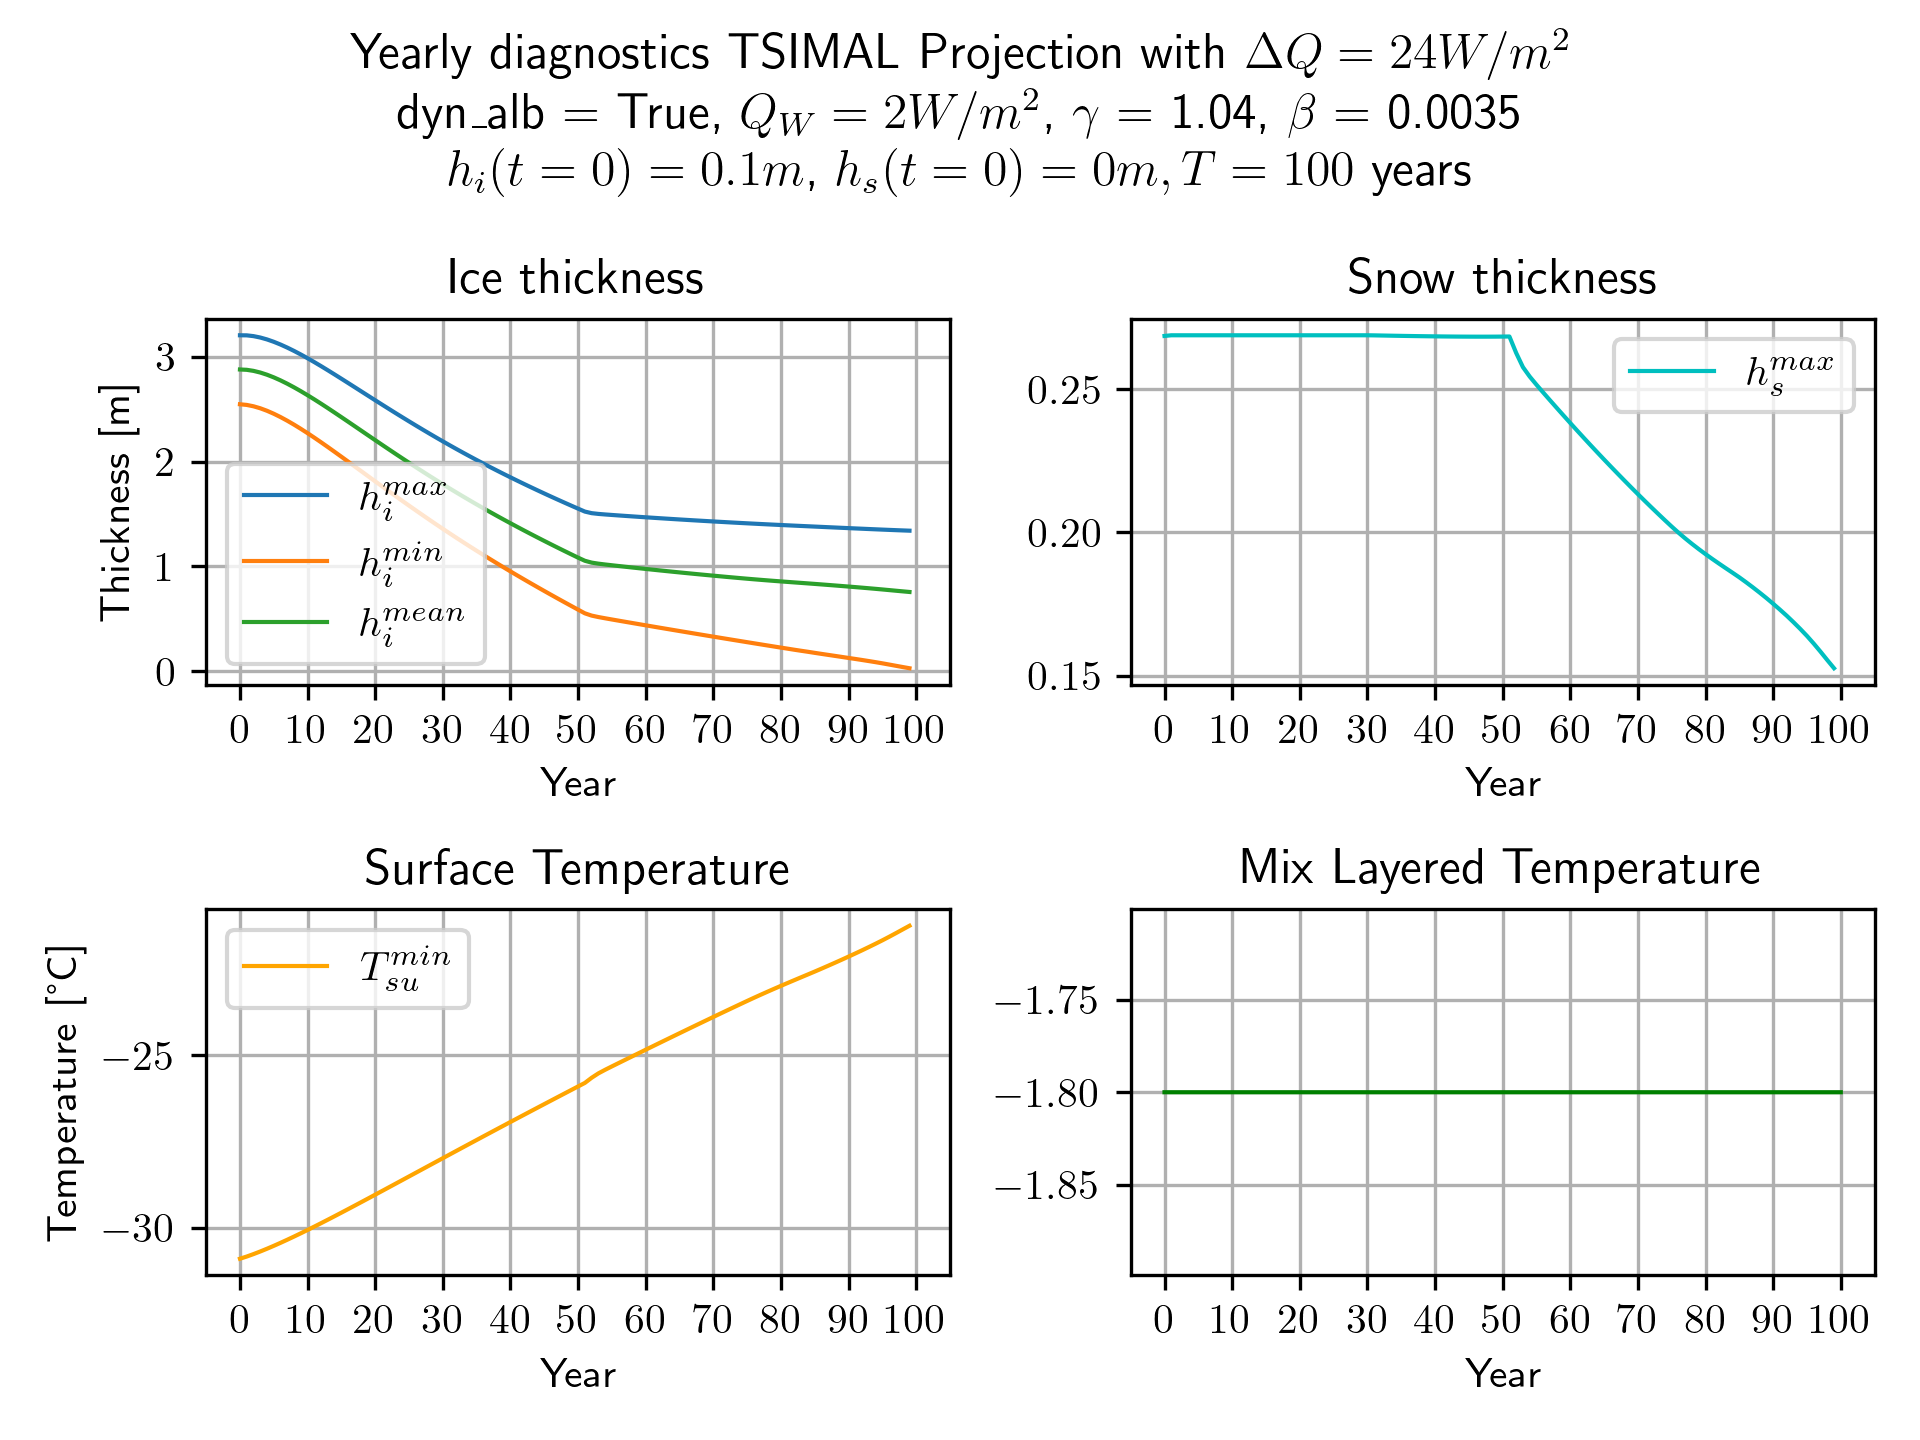 Yearly diagnostics TSIMAL Projection with ΔQ = 24W/m²
dyn_alb = True, Q_W = 2W/m², γ = 1.04, β = 0.0035
h_i(t = 0) = 0.1m, h_s(t = 0) = 0m, T = 100 years
Ice thickness
Thickness [m]
3
2
1
0
h_i^{max}
h_i^{min}
h_i^{mean}
0 10 20 30 40 50 60 70 80 90 100
Year
Snow thickness
0.25
0.20
0.15
h_s^{max}
0 10 20 30 40 50 60 70 80 90 100
Year
Surface Temperature
Temperature [°C]
−25
−30
T_{su}^{min}
0 10 20 30 40 50 60 70 80 90 100
Year
Mix Layered Temperature
−1.75
−1.80
−1.85
0 10 20 30 40 50 60 70 80 90 100
Year